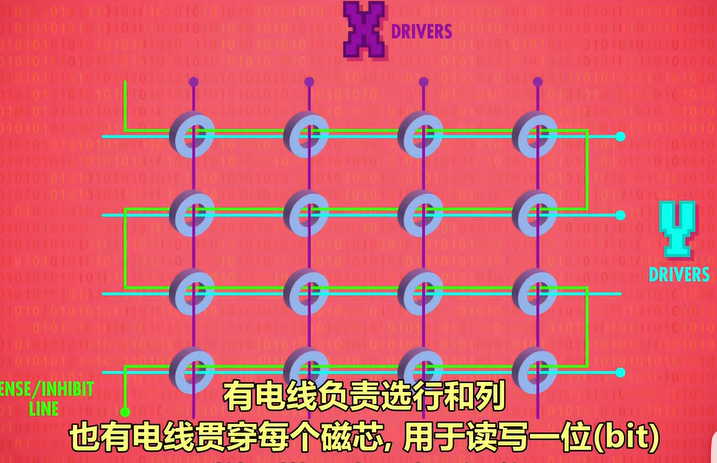 X DRIVERS
Y
DRIVERS
ENSE/INHIBIT
LINE
有电线负责选行和列
也有电线贯穿每个磁芯, 用于读写一位(bit)